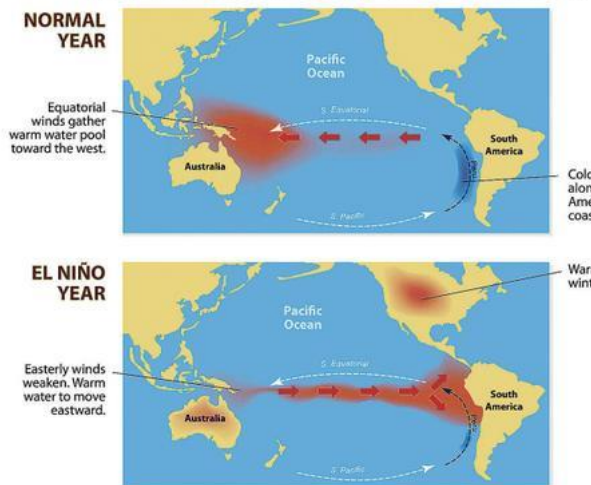 NORMAL
YEAR
Pacific
Ocean
Equatorial
winds gather
warm water pool
toward the west.
S. Equatorial
South
America
Australia
S. Pacific
EL NIÑO
YEAR
Pacific
Ocean
Easterly winds
weaken. Warm
water to move
eastward.
S. Equatorial
South
America
Australia
S. Pacific